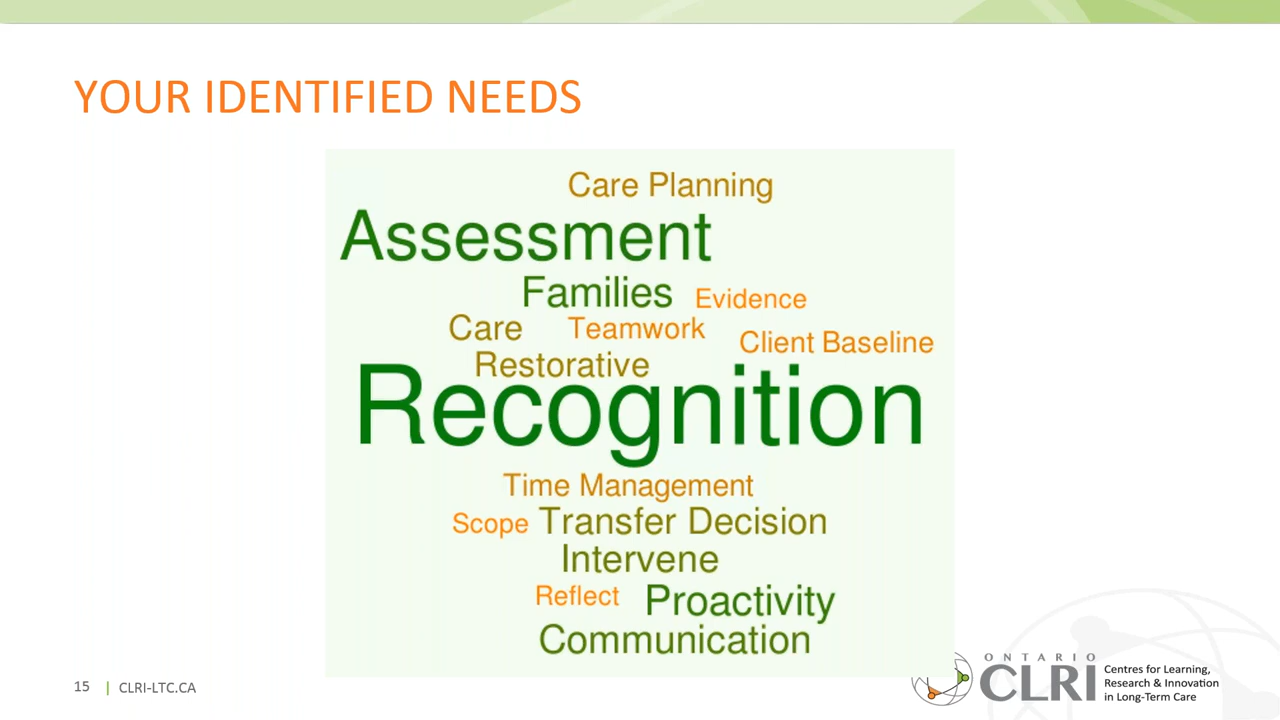 YOUR IDENTIFIED NEEDS
Care Planning
Assessment
Families Evidence
Care Teamwork Client Baseline
Restorative
Recognition
Time Management
Scope Transfer Decision
Intervene
Reflect Proactivity
Communication
15 | CLRI-LTC.CA
ONTARIO
CLRI
Centres for Learning,
Research & Innovation
in Long-Term Care